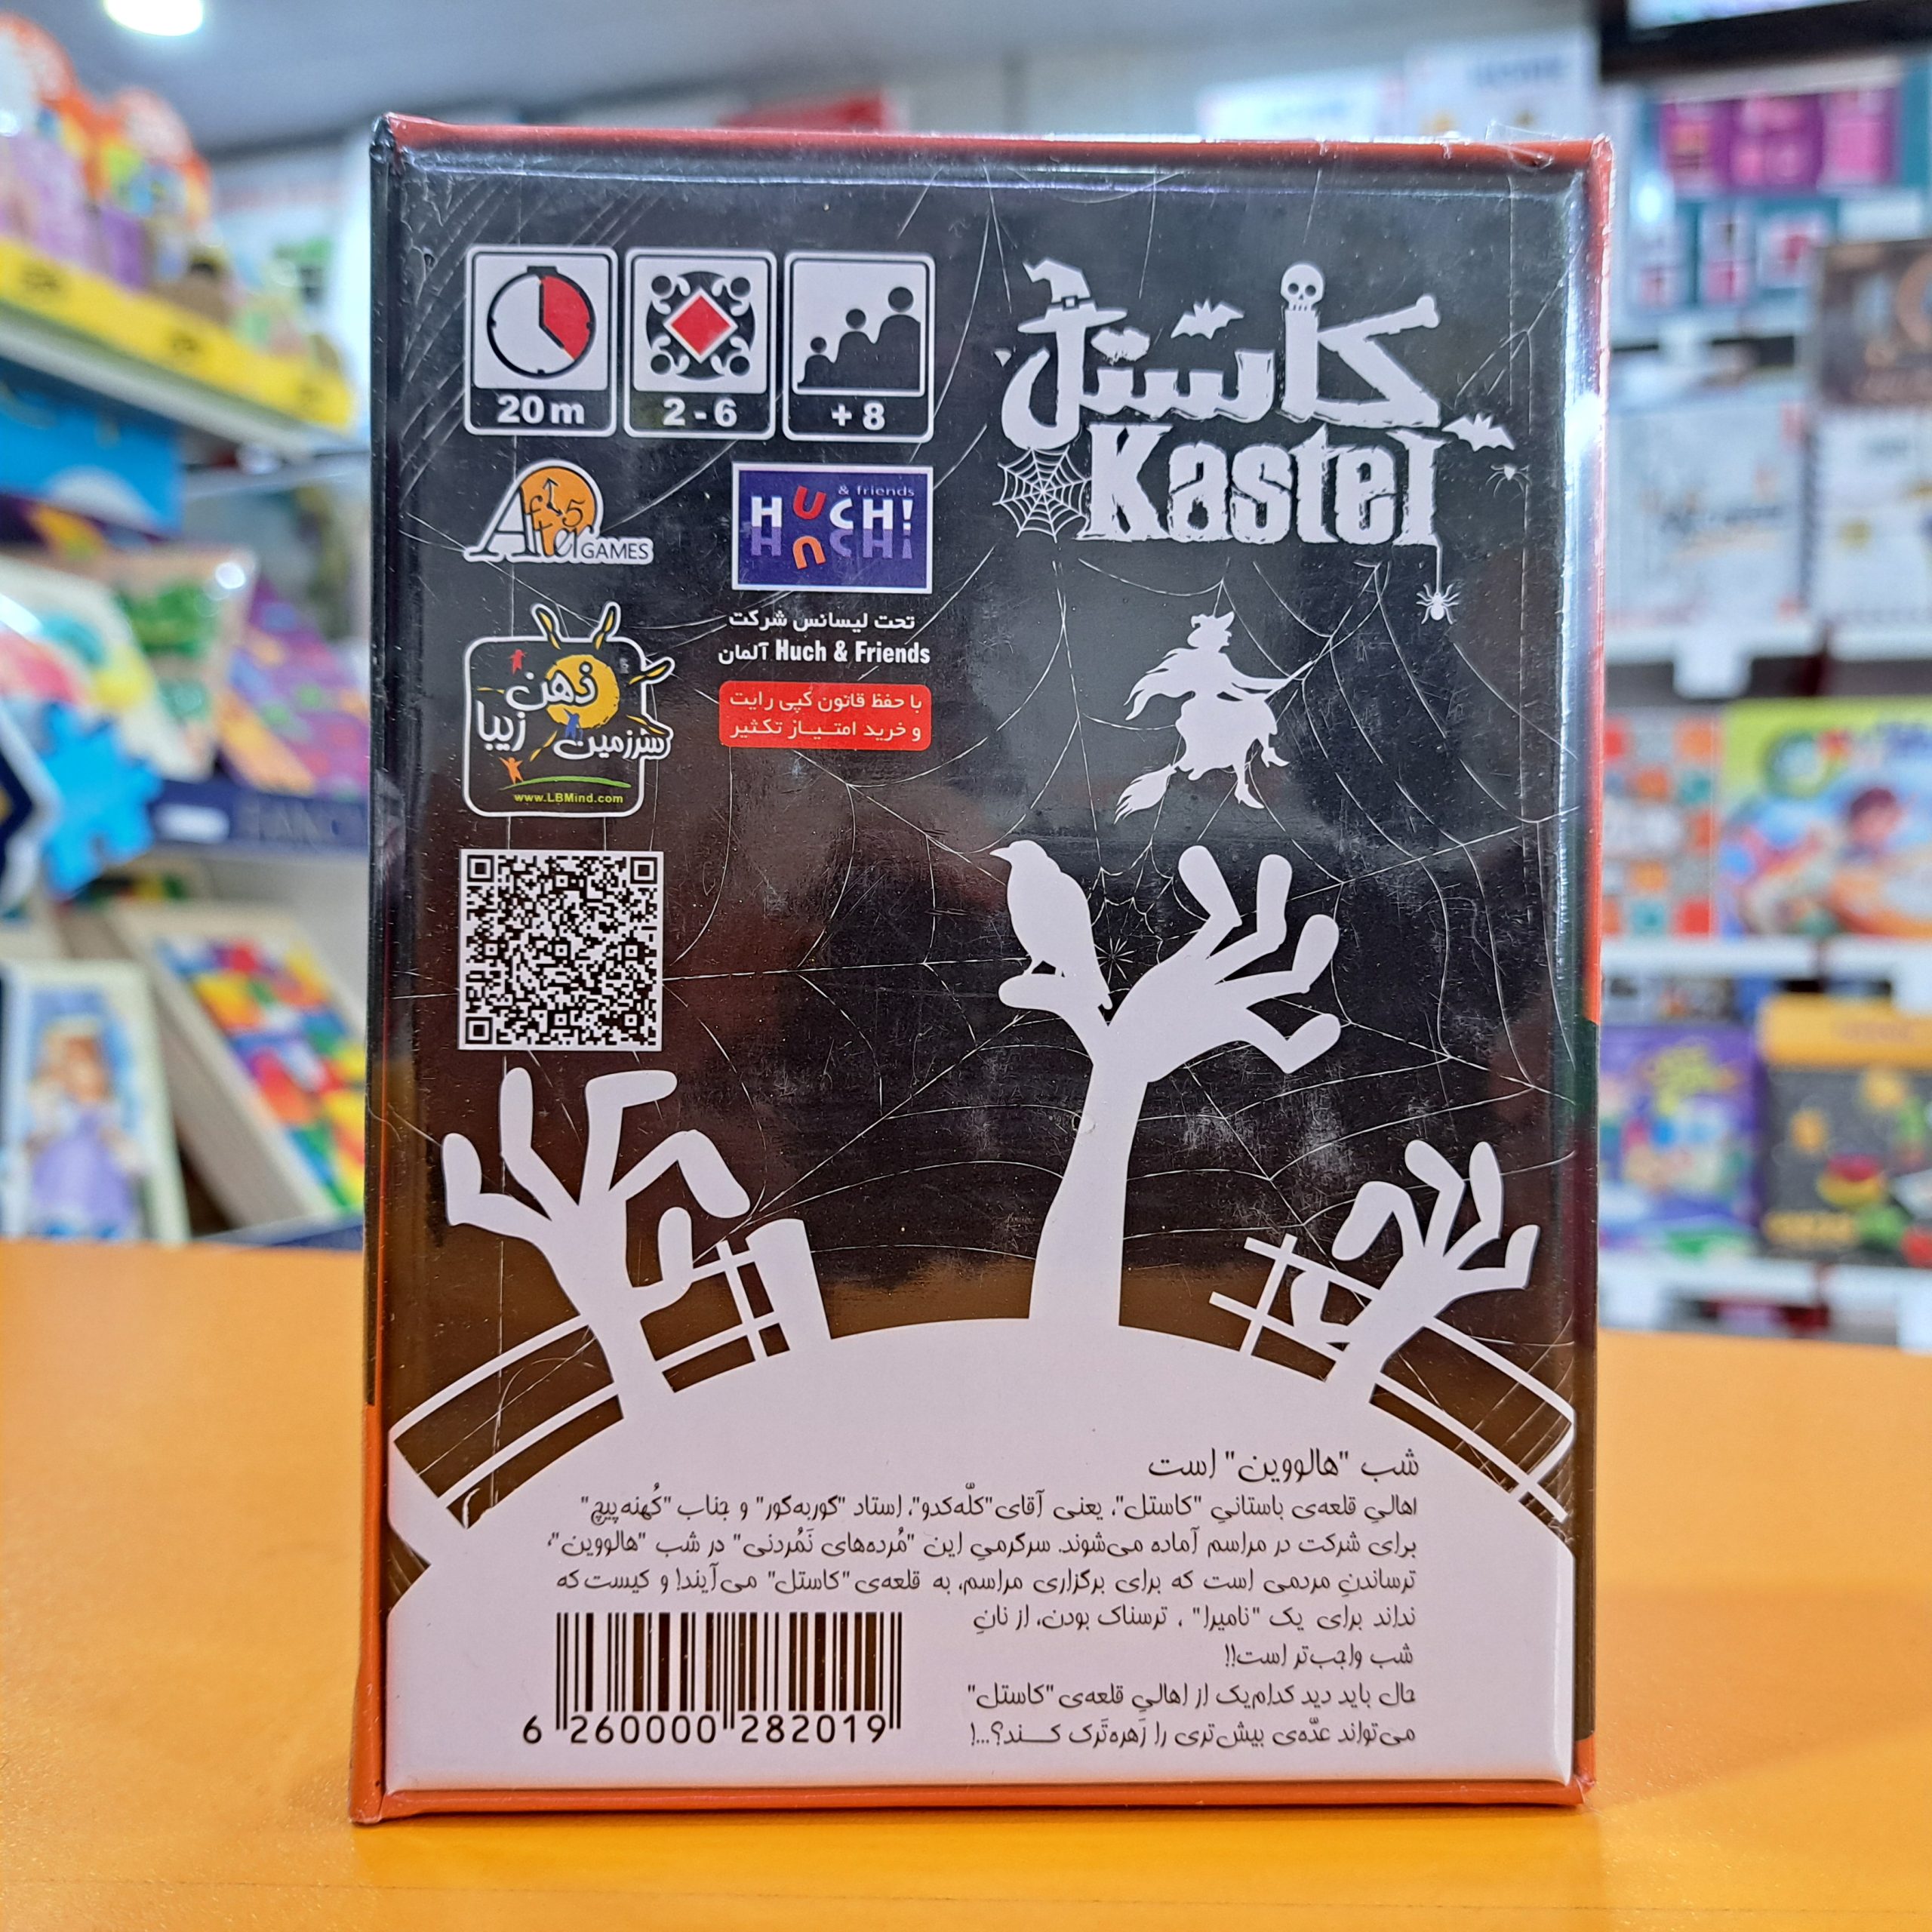 کاستل
Kastel
20 m
2 - 6
+ 8
After 5 GAMES
& friends
HUCH!
تحت لیسانس شرکت
Huch & Friends آلمان
با حفظ قانون کپی رایت
و خرید امتیاز تکثیر
سرزمین ذهن زیبا
www.LBMind.com
شب "هالووین" است
اهالیِ قلعه‌ی باستانیِ "کاستل"، یعنی آقای "کلّه‌کدو"، استاد "گوربه‌گور" و جناب "کُهنه‌پیچ"
برای شرکت در مراسم آماده می‌شوند. سرگرمیِ این "مُرده‌های نَمُردنی" در شب "هالووین"،
ترساندنِ مردمی است که برای برگزاری مراسم، به قلعه‌ی "کاستل" می‌آیند! و کیست که
نداند برای یک "نامیرا"، ترسناک بودن، از نانِ
شب واجب‌تر است!!
حال باید دید کدام‌یک از اهالیِ قلعه‌ی "کاستل"
می‌تواند عدّه‌ی بیش‌تری را زَهره‌تَرک کند؟...!
6 260000 282019